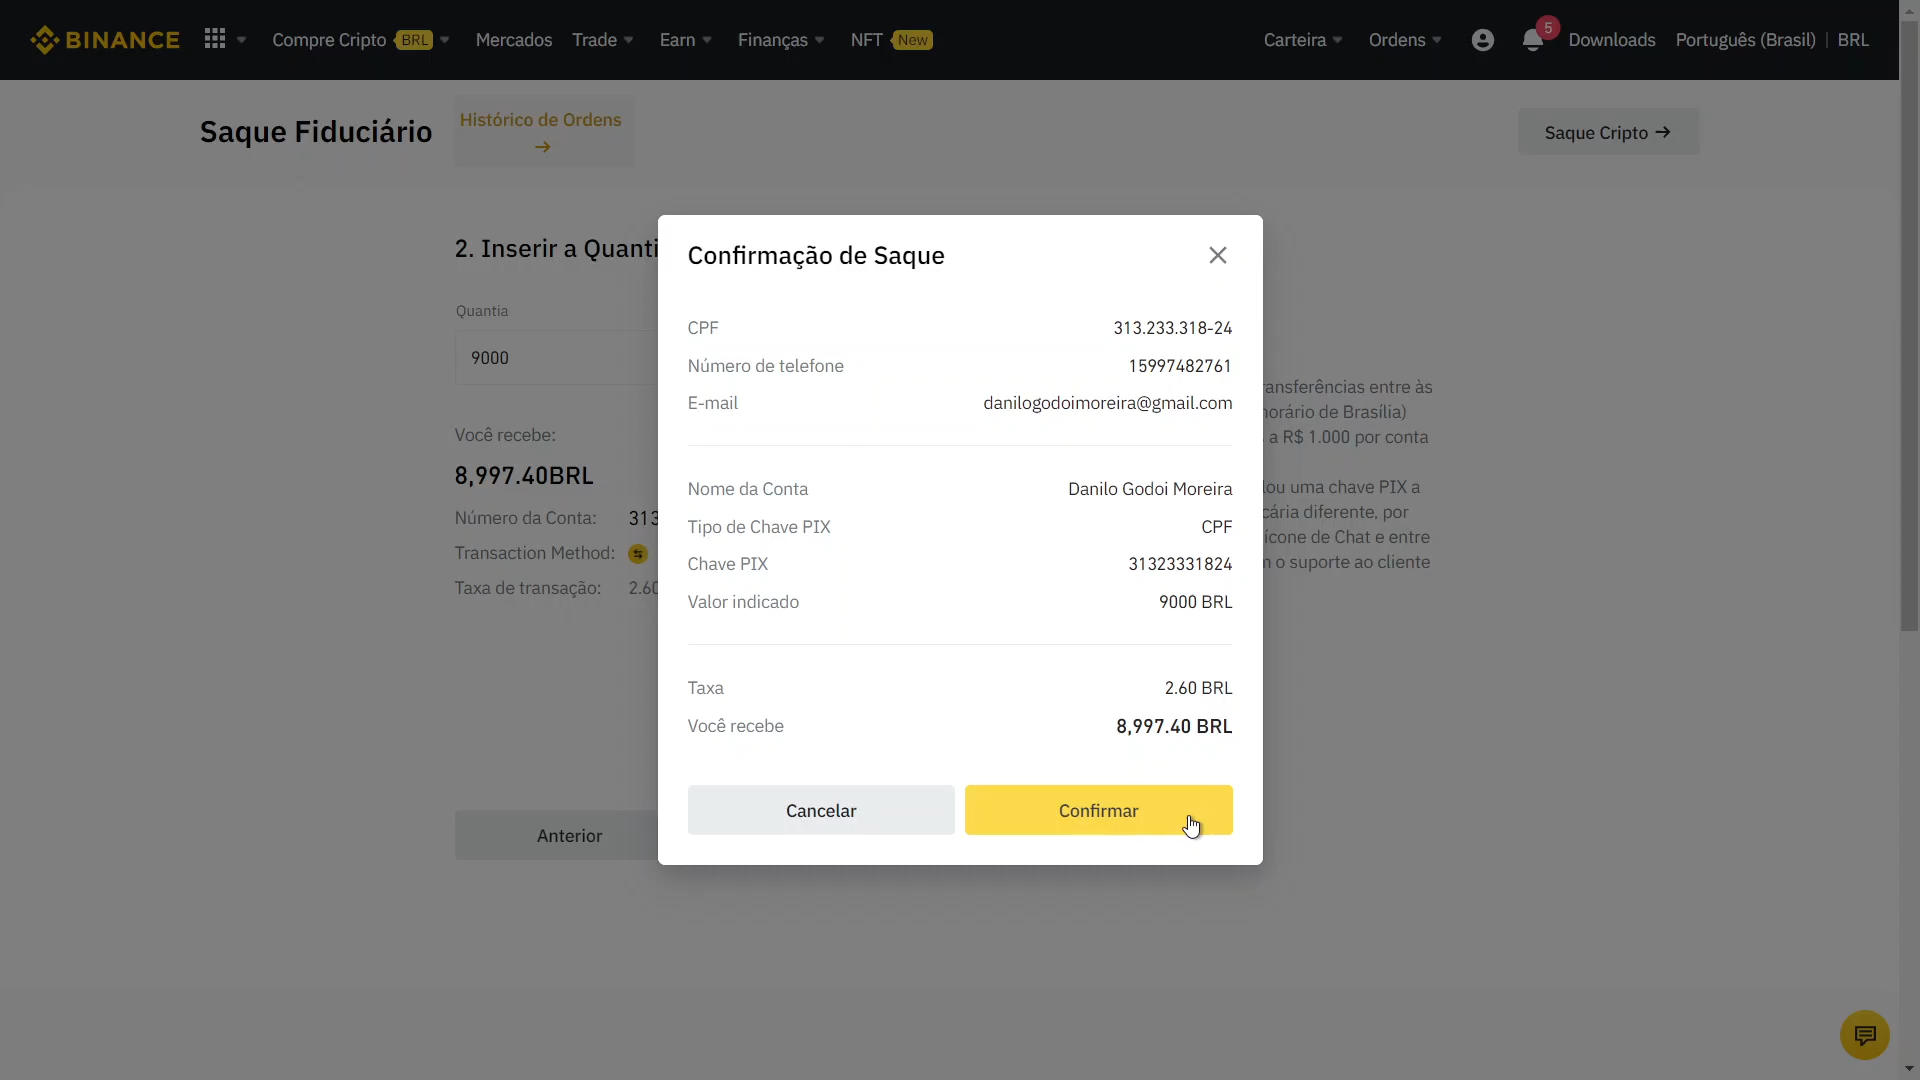 BINANCE
Compre Cripto BRL
Mercados
Trade
Earn
Finanças
NFT New
Carteira
Ordens
5
Downloads
Português (Brasil) | BRL
Saque Fiduciário
Histórico de Ordens
→
Saque Cripto →
2. Inserir a Quanti
Quantia
9000
Você recebe:
8,997.40BRL
Número da Conta: 313
Transaction Method:
Taxa de transação: 2.60
Anterior
Confirmação de Saque
CPF 313.233.318-24
Número de telefone 15997482761
E-mail danilogodoimoreira@gmail.com
Nome da Conta Danilo Godoi Moreira
Tipo de Chave PIX CPF
Chave PIX 31323331824
Valor indicado 9000 BRL
Taxa 2.60 BRL
Você recebe 8,997.40 BRL
Cancelar
Confirmar
ransferências entre às
horário de Brasília)
a R$ 1.000 por conta
lou uma chave PIX a
cária diferente, por
ícone de Chat e entre
o suporte ao cliente